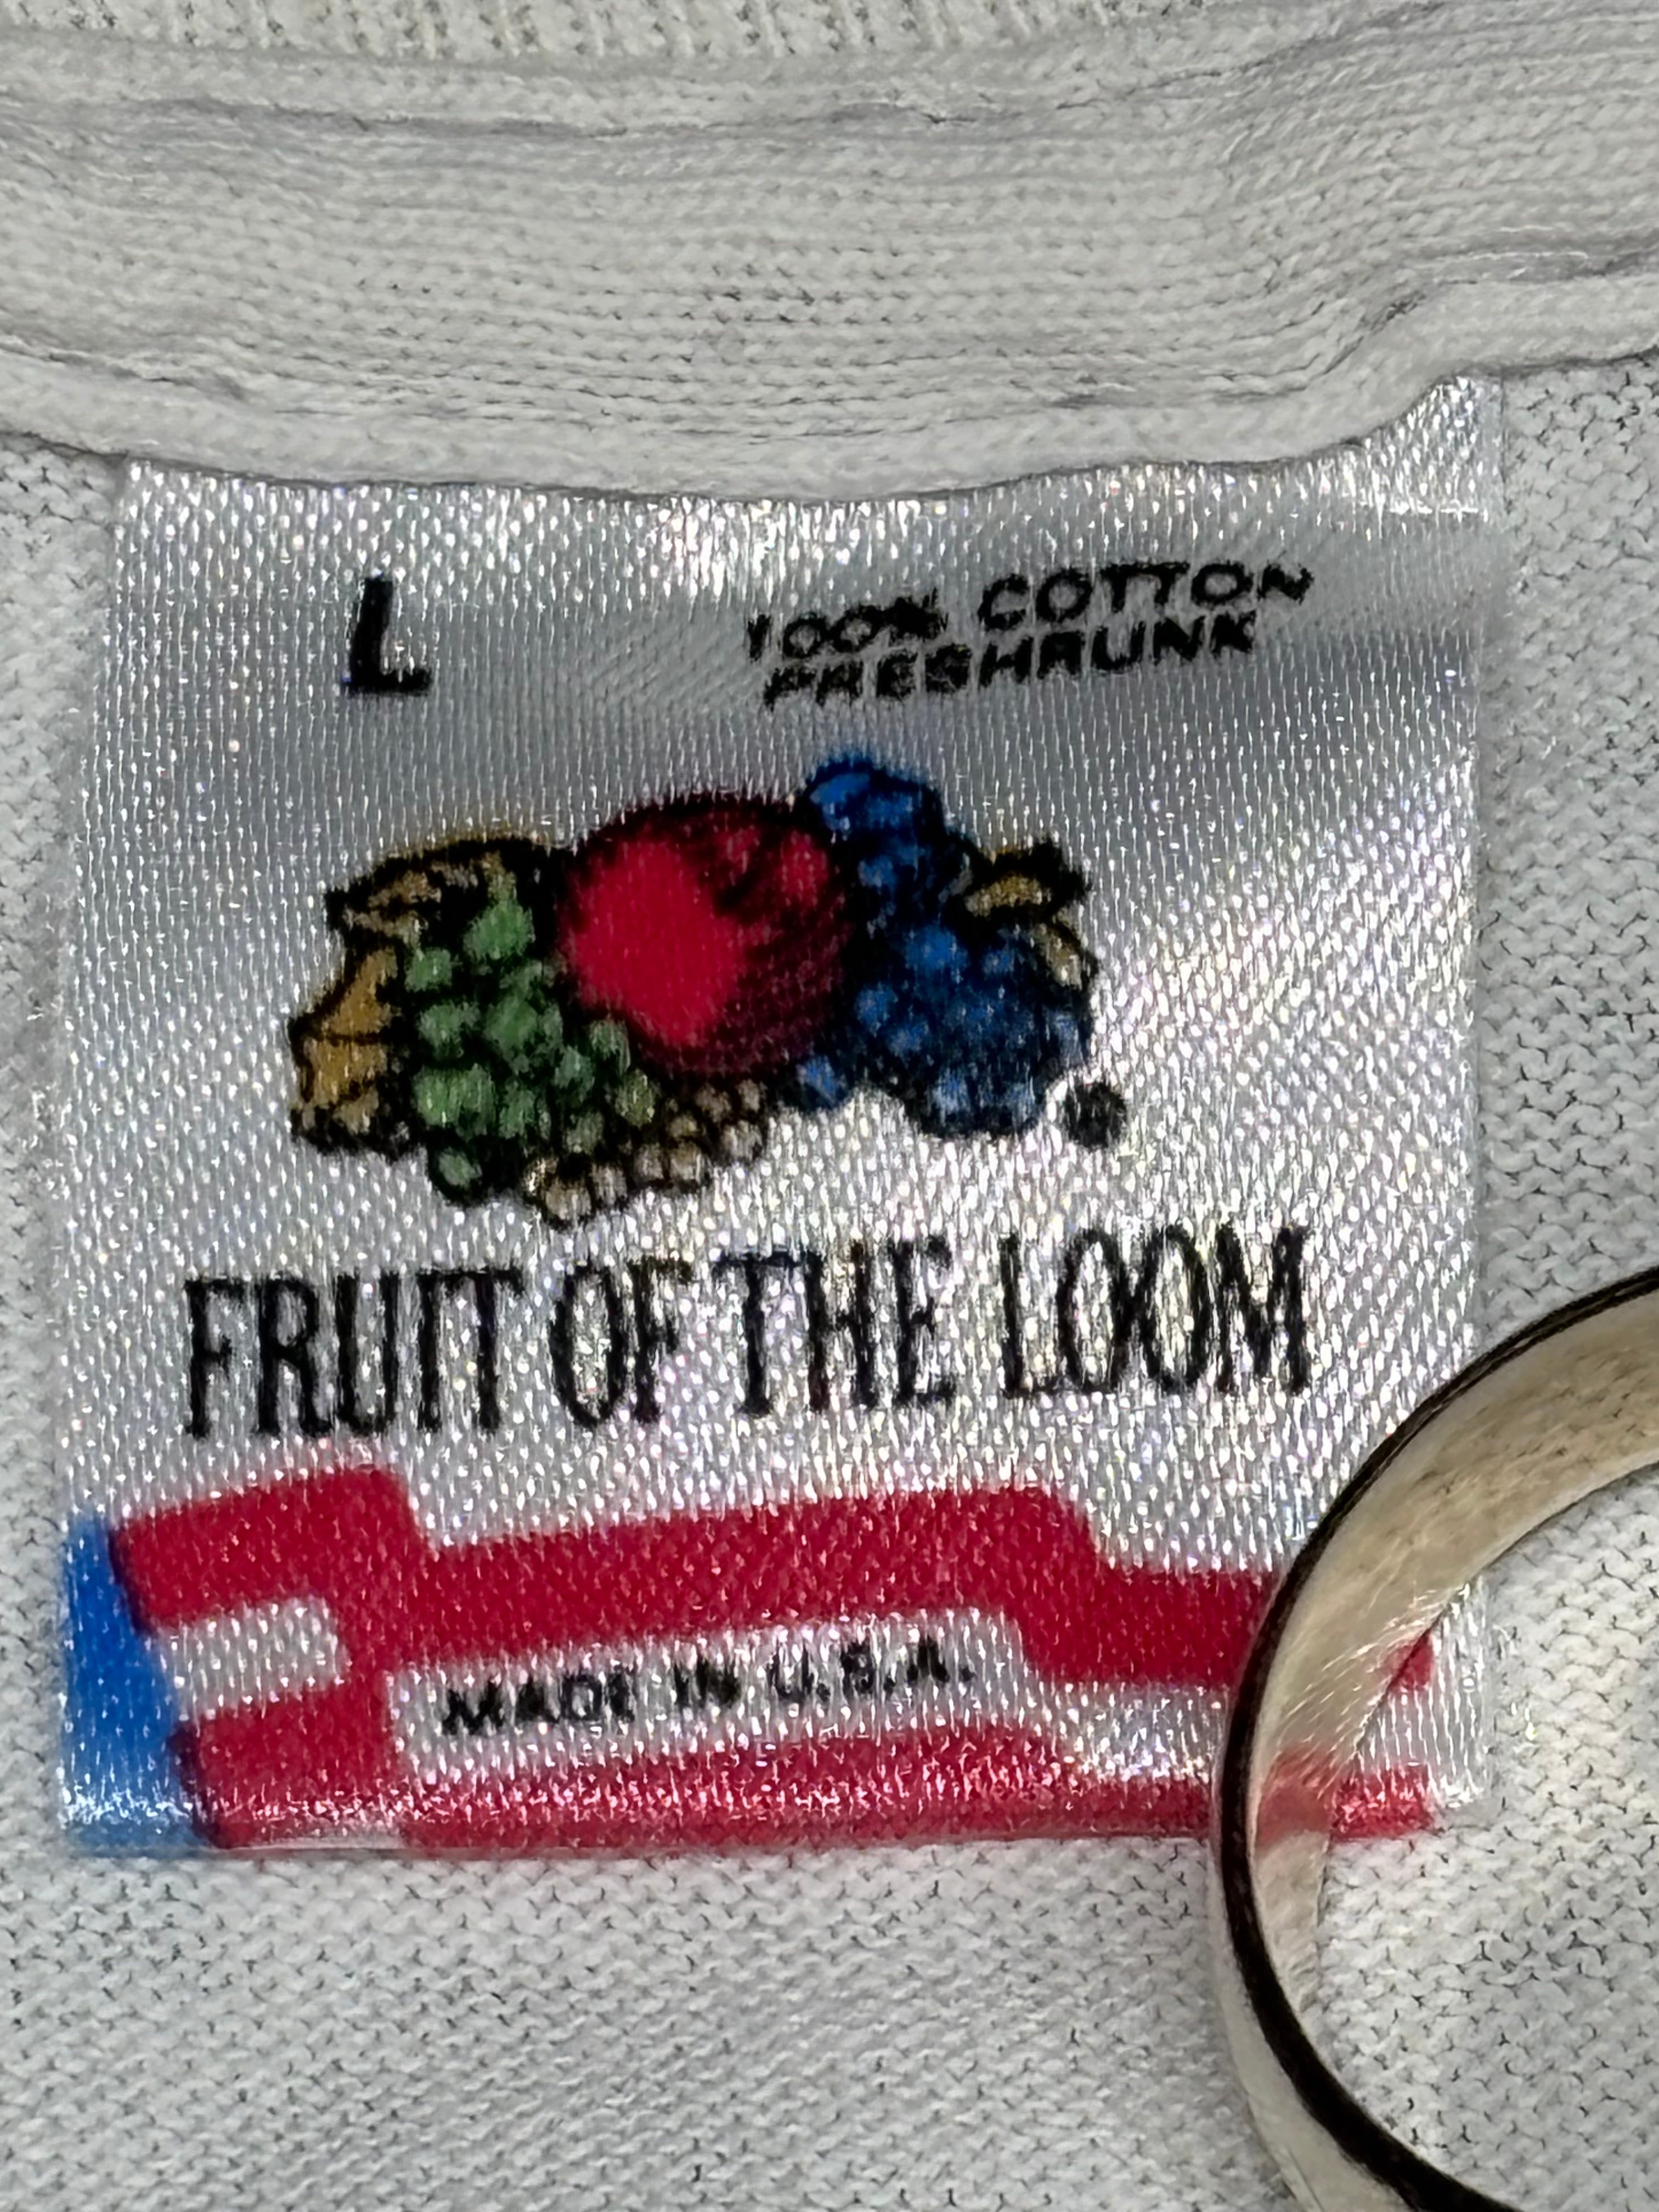 L
100% COTTON
PRESHRUNK
FRUIT OF THE LOOM
MADE IN U.S.A.